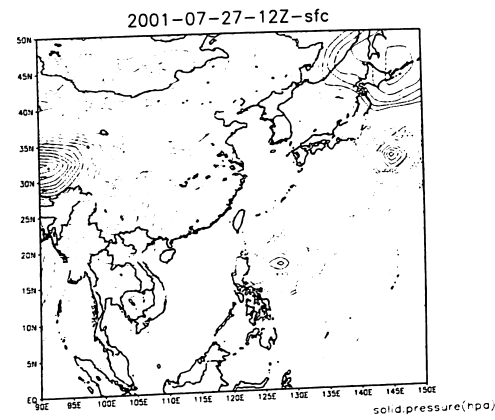 2001-07-27-12Z-sfc
50N
45N
40N
35N
30N
25N
20N
15N
10N
5N
EQ
90E 95E 100E 105E 110E 115E 120E 125E 130E 135E 140E 145E 150E
solid.pressure(hpa)